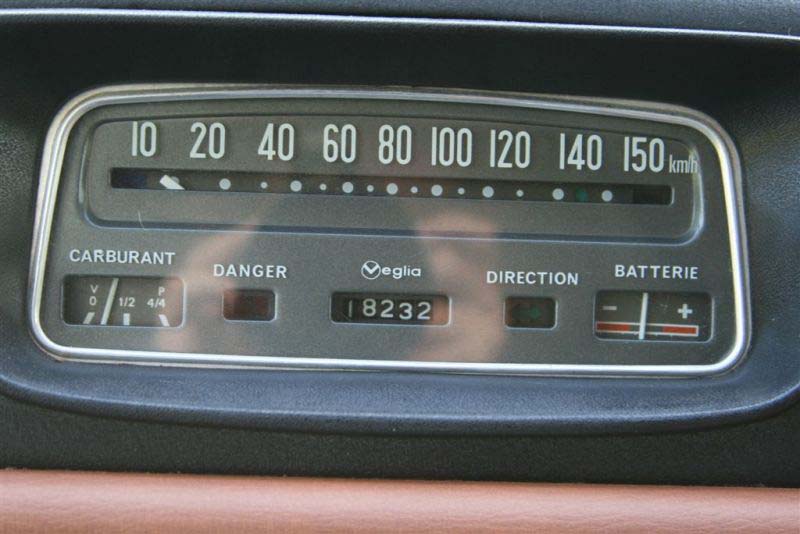 10 20 40 60 80 100 120 140 150 km/h
CARBURANT DANGER Veglia DIRECTION BATTERIE
V P
0 1/2 4/4
18232
- +